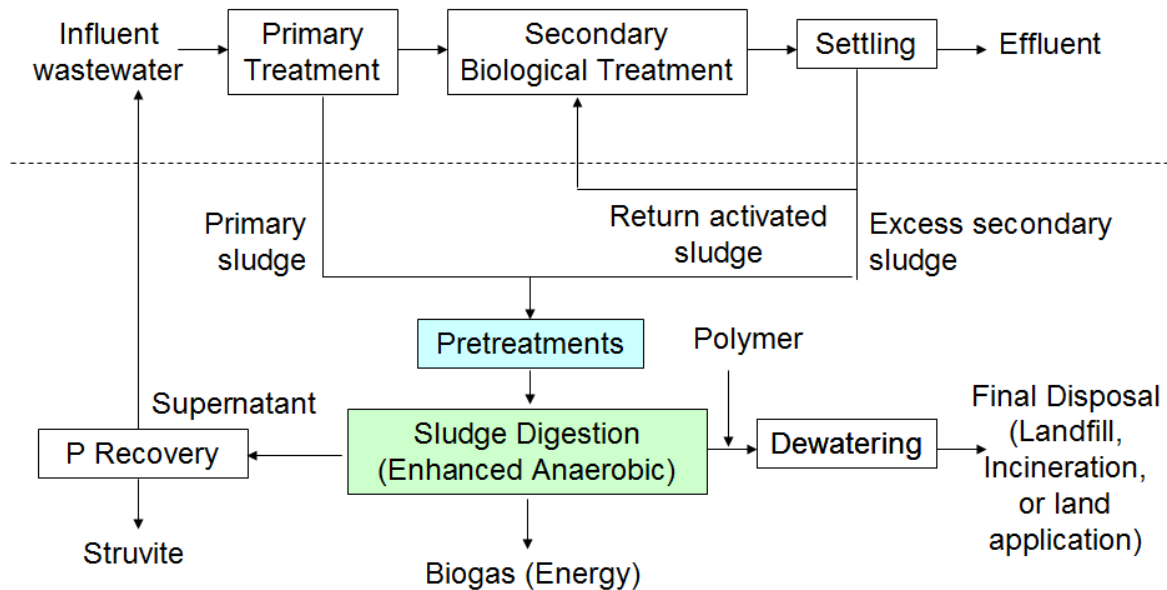 Influent
wastewater
Primary
Treatment
Secondary
Biological Treatment
Settling
Effluent
Primary
sludge
Return activated
sludge
Excess secondary
sludge
Pretreatments
Polymer
Supernatant
P Recovery
Sludge Digestion
(Enhanced Anaerobic)
Dewatering
Final Disposal
(Landfill,
Incineration,
or land
application)
Struvite
Biogas (Energy)